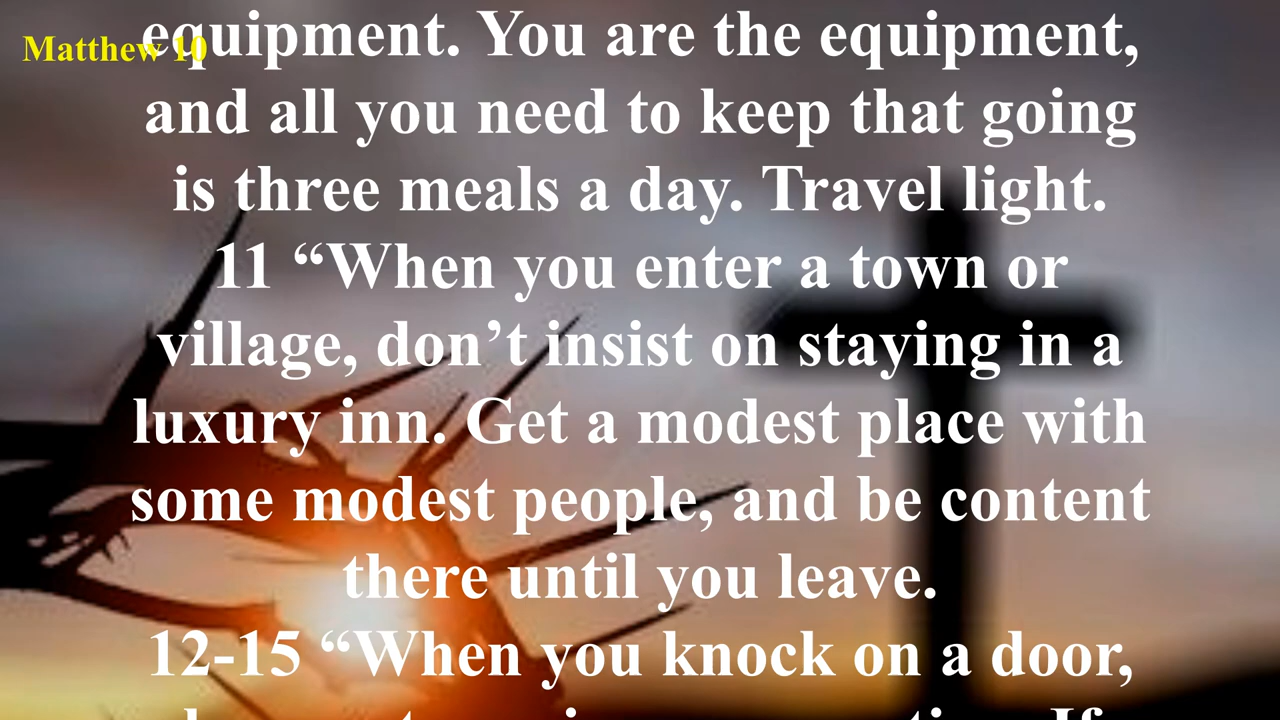 Matthew 10
equipment. You are the equipment,
and all you need to keep that going
is three meals a day. Travel light.
11 “When you enter a town or
village, don’t insist on staying in a
luxury inn. Get a modest place with
some modest people, and be content
there until you leave.
12-15 “When you knock on a door,
If